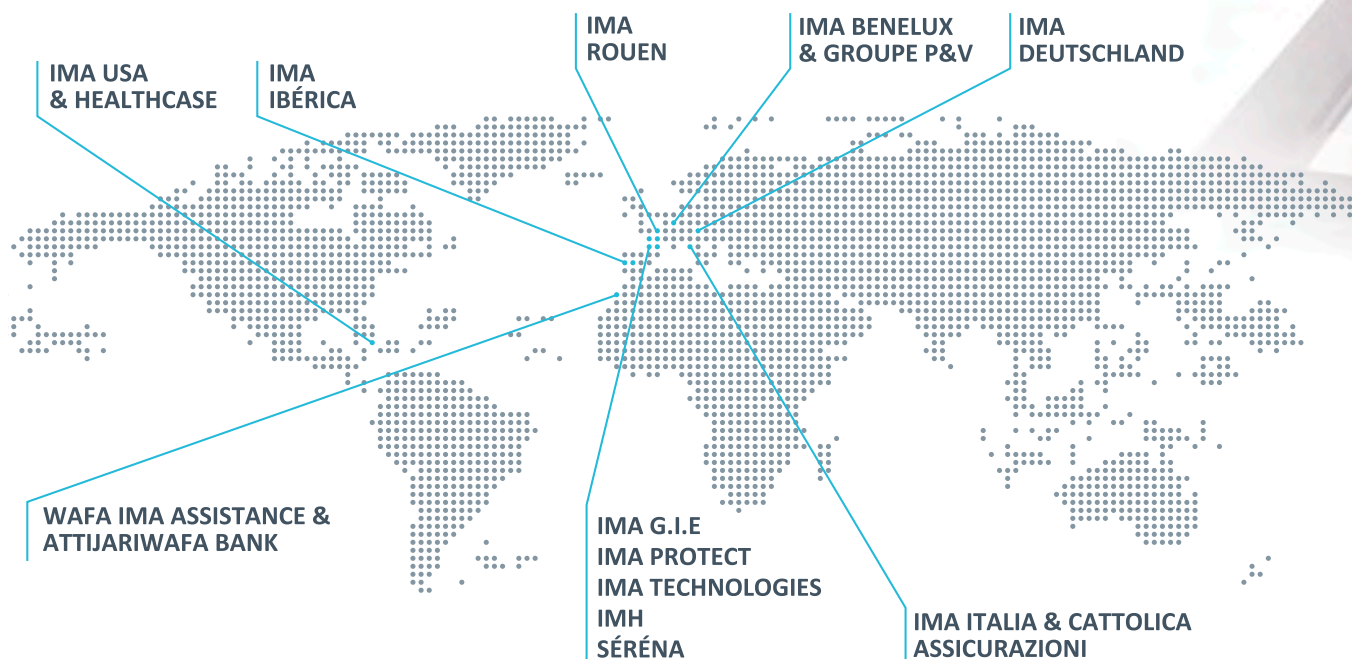 IMA
ROUEN
IMA BENELUX
& GROUPE P&V
IMA
DEUTSCHLAND
IMA USA
& HEALTHCASE
IMA
IBÉRICA
WAFA IMA ASSISTANCE &
ATTIJARIWAFA BANK
IMA G.I.E
IMA PROTECT
IMA TECHNOLOGIES
IMH
SÉRÉNA
IMA ITALIA & CATTOLICA
ASSICURAZIONI